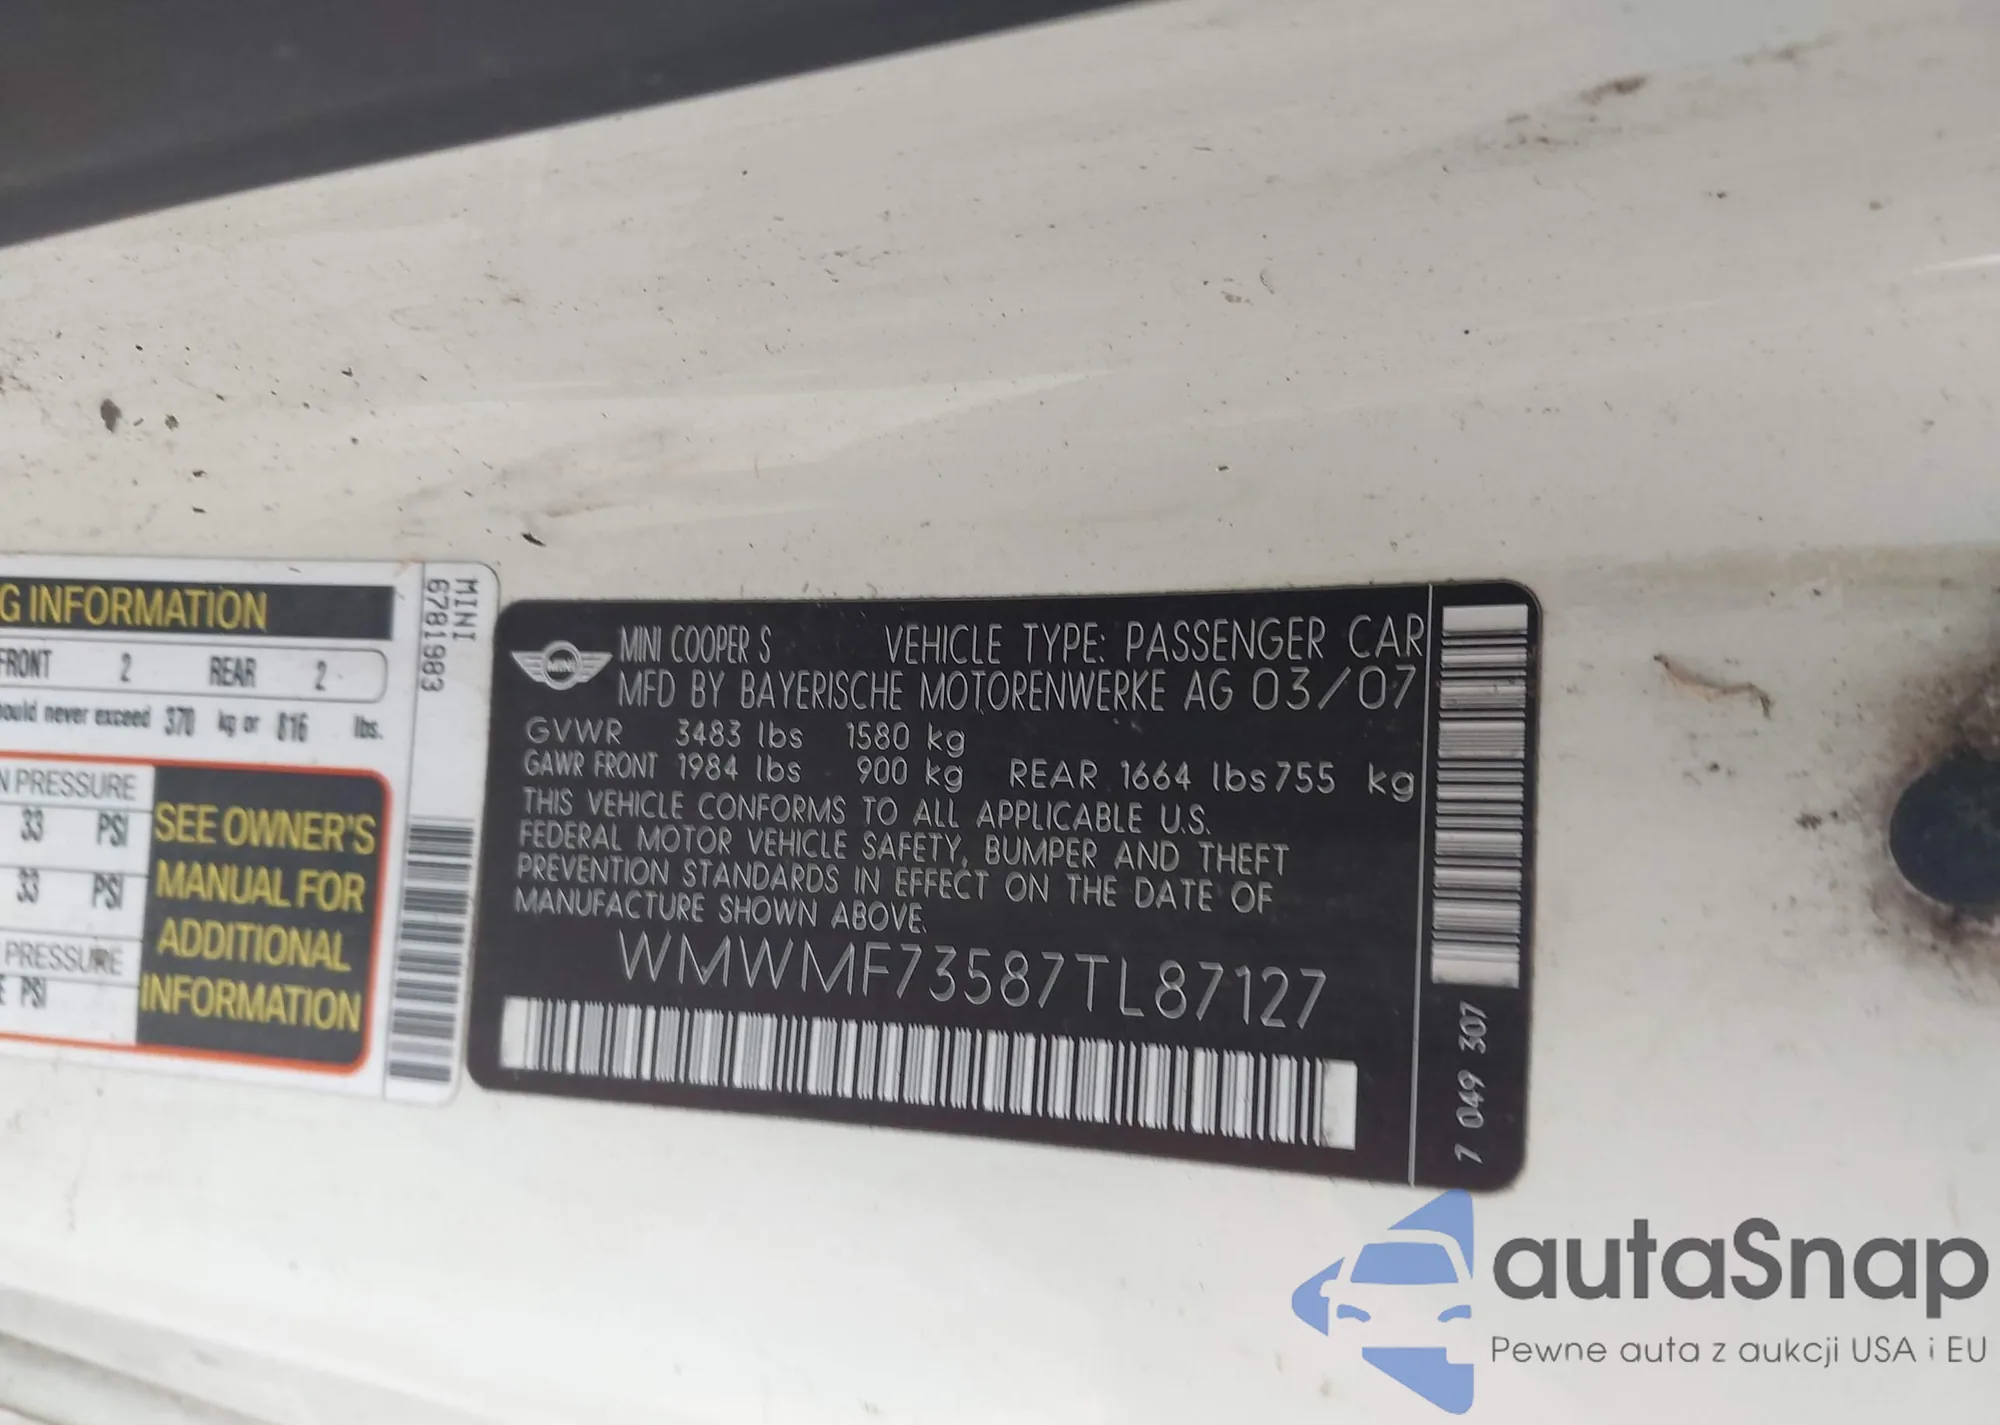 G INFORMATION
FRONT 2 REAR 2
ould never exceed 370 kg or 816 lbs.
N PRESSURE
33 PSI
33 PSI
PRESSURE
E PSI
SEE OWNER'S
MANUAL FOR
ADDITIONAL
INFORMATION
MINI
6781983
MINI
MINI COOPER S VEHICLE TYPE: PASSENGER CAR
MFD BY BAYERISCHE MOTORENWERKE AG 03/07
GVWR 3483 lbs 1580 kg
GAWR FRONT 1984 lbs 900 kg REAR 1664 lbs 755 kg
THIS VEHICLE CONFORMS TO ALL APPLICABLE U.S.
FEDERAL MOTOR VEHICLE SAFETY, BUMPER AND THEFT
PREVENTION STANDARDS IN EFFECT ON THE DATE OF
MANUFACTURE SHOWN ABOVE.
WMWMF73587TL87127
7 049 307
autaSnap
Pewne auta z aukcji USA i EU